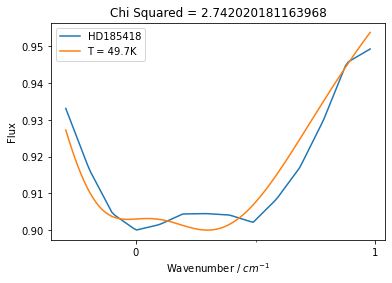 Chi Squared = 2.742020181163968
HD185418
T = 49.7K
Flux
0.95
0.94
0.93
0.92
0.91
0.90
0
1
Wavenumber / cm⁻¹